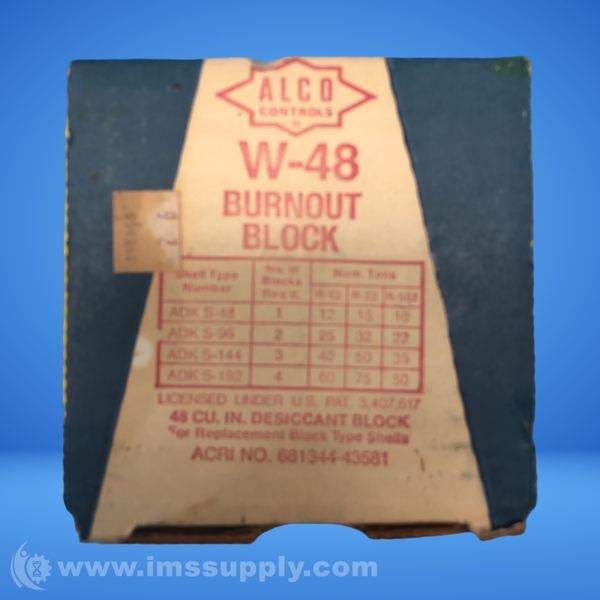 ALCO
CONTROLS
W-48
BURNOUT
BLOCK
Shell Type Number No. of Blocks Req'd. Nom. Tons
R-12 R-22 R-502
ADK S-48 1 12 15 10
ADK S-96 2 25 32 22
ADK S-144 3 40 50 35
ADK S-192 4 60 75 50
LICENSED UNDER U.S. PAT. 3,407,617
48 CU. IN. DESICCANT BLOCK
For Replacement Block Type Shells
ACRI NO. 681344-43581
www.imssupply.com